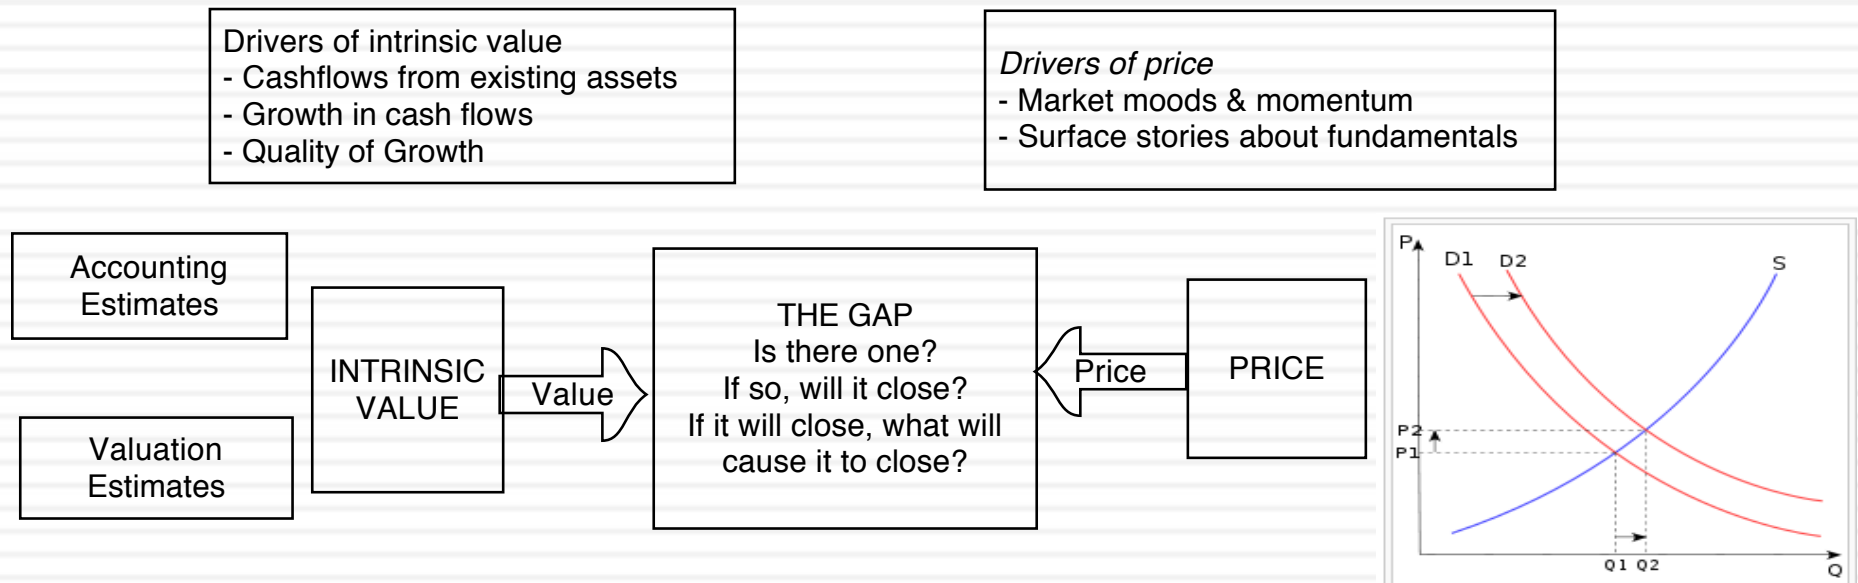 Drivers of intrinsic value
- Cashflows from existing assets
- Growth in cash flows
- Quality of Growth
Drivers of price
- Market moods & momentum
- Surface stories about fundamentals
Accounting
Estimates
Valuation
Estimates
INTRINSIC
VALUE
Value
THE GAP
Is there one?
If so, will it close?
If it will close, what will
cause it to close?
Price
PRICE
P
D1 D2
S
P2
P1
Q1 Q2
Q